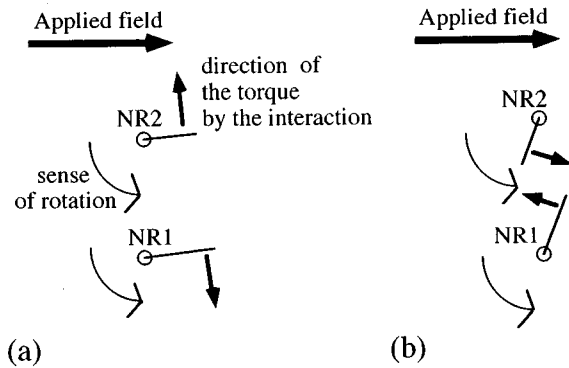 Applied field
direction of
the torque
by the interaction
NR2
sense
of rotation
NR1
(a)
Applied field
NR2
NR1
(b)